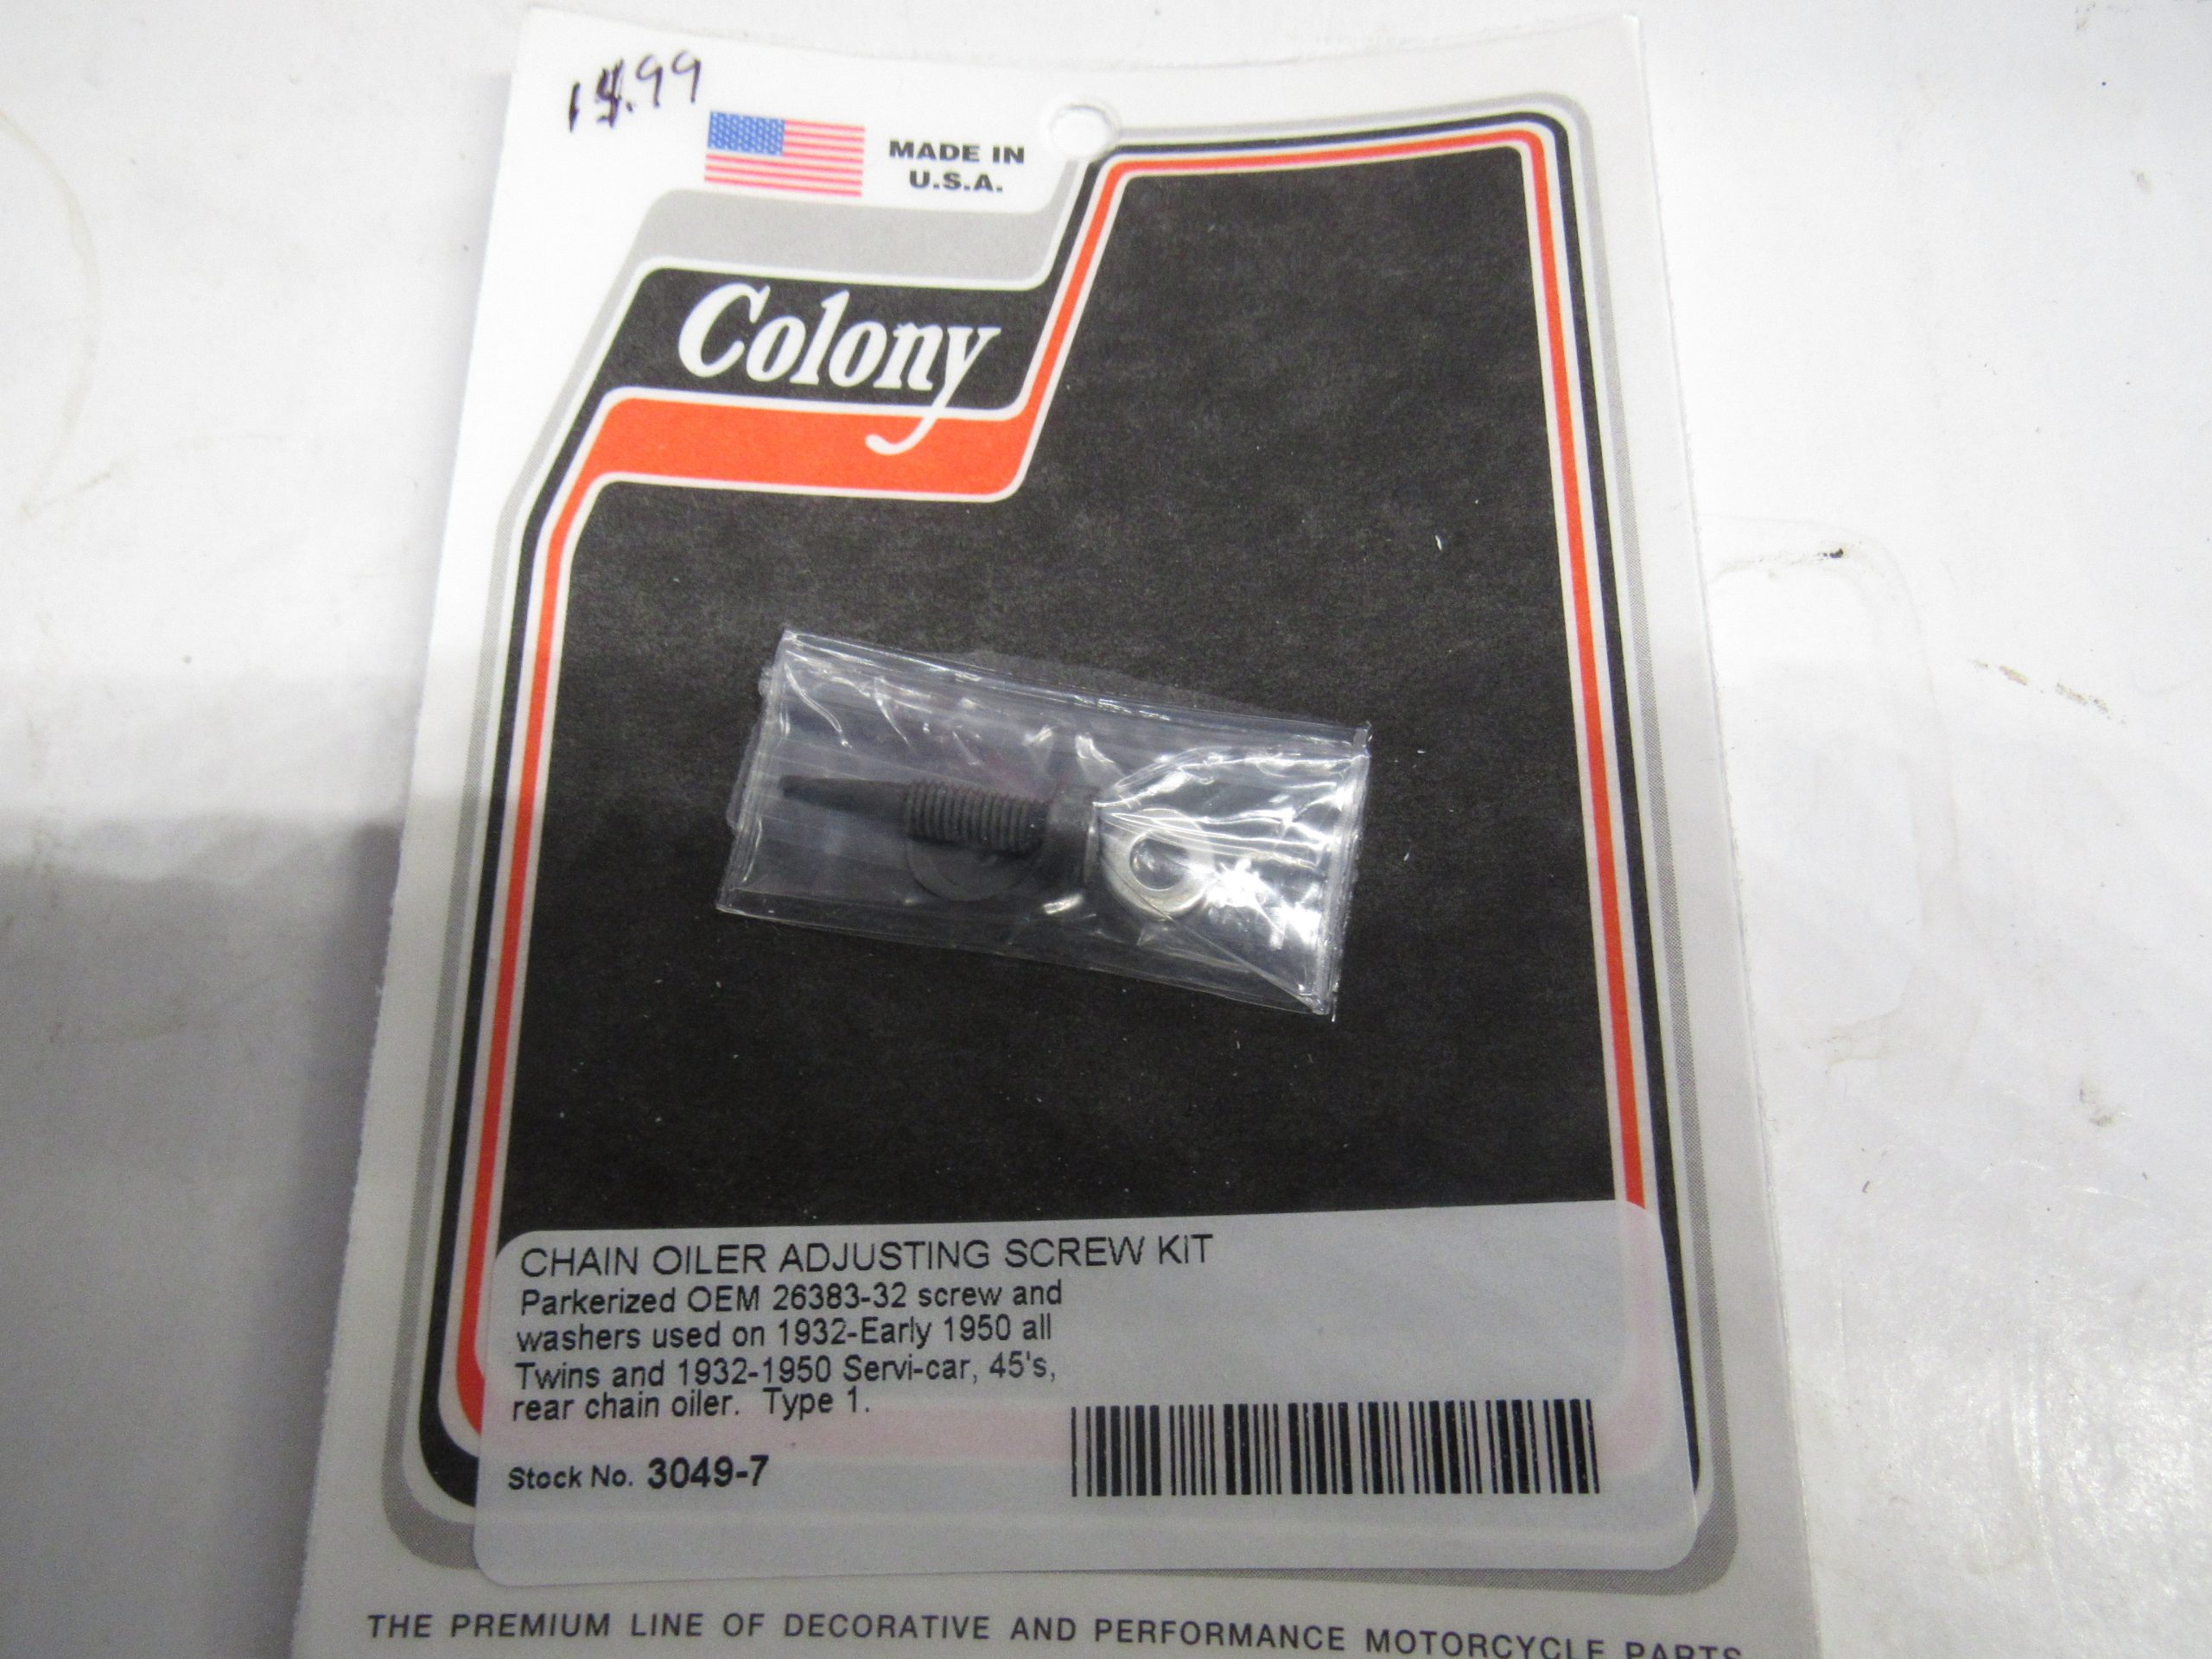 MADE IN
U.S.A.
Colony
CHAIN OILER ADJUSTING SCREW KIT
Parkerized OEM 26383-32 screw and
washers used on 1932-Early 1950 all
Twins and 1932-1950 Servi-car, 45's,
rear chain oiler. Type 1.
Stock No. 3049-7
THE PREMIUM LINE OF DECORATIVE AND PERFORMANCE MOTORCYCLE PARTS